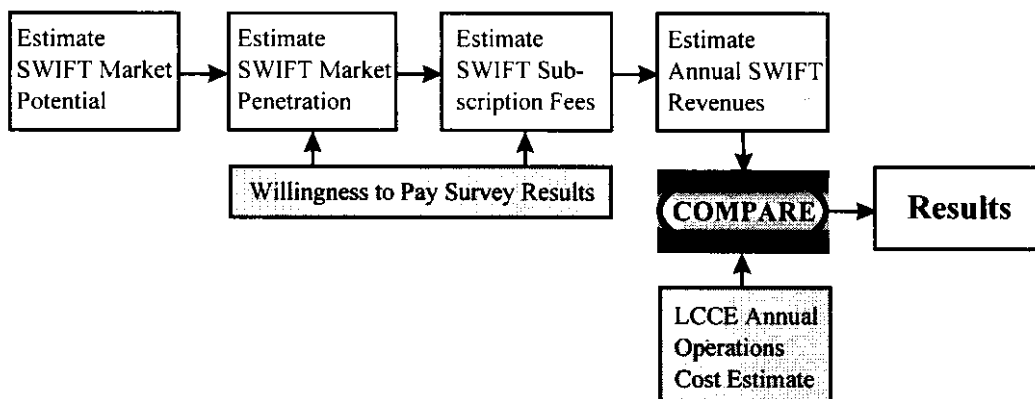 Estimate
SWIFT Market
Potential
Estimate
SWIFT Market
Penetration
Estimate
SWIFT Sub-
scription Fees
Estimate
Annual SWIFT
Revenues
Willingness to Pay Survey Results
COMPARE
Results
LCCE Annual
Operations
Cost Estimate